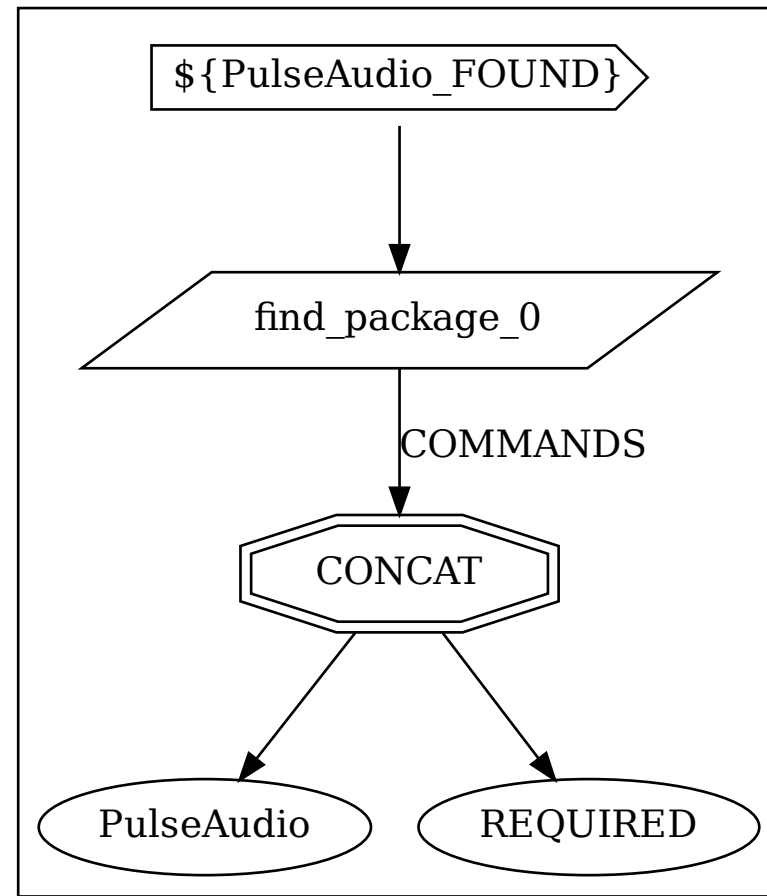 ${PulseAudio_FOUND}
find_package_0
COMMANDS
CONCAT
PulseAudio
REQUIRED